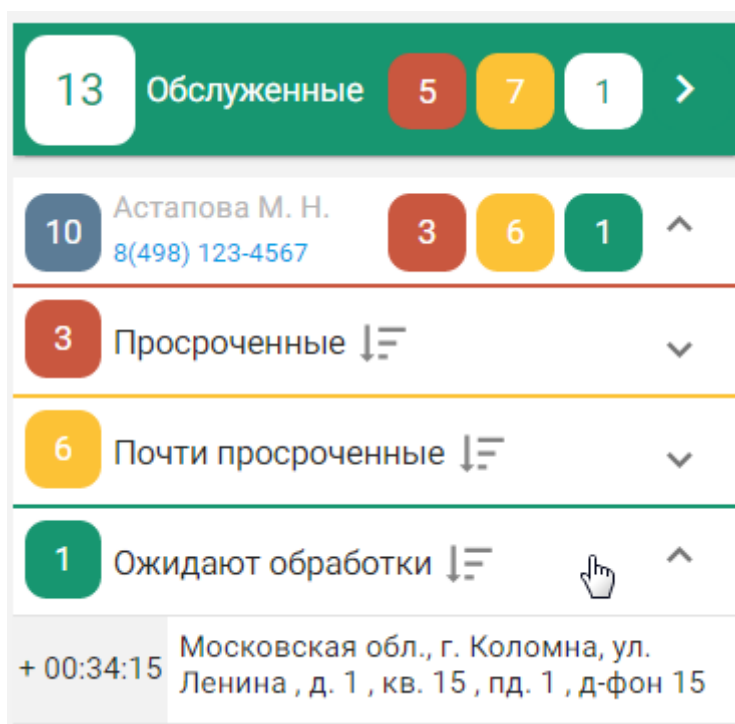 13 Обслуженные 5 7 1
10 Астапова М. Н. 3 6 1
8(498) 123-4567
3 Просроченные
6 Почти просроченные
1 Ожидают обработки
+ 00:34:15 Московская обл., г. Коломна, ул.
Ленина , д. 1 , кв. 15 , пд. 1 , д-фон 15